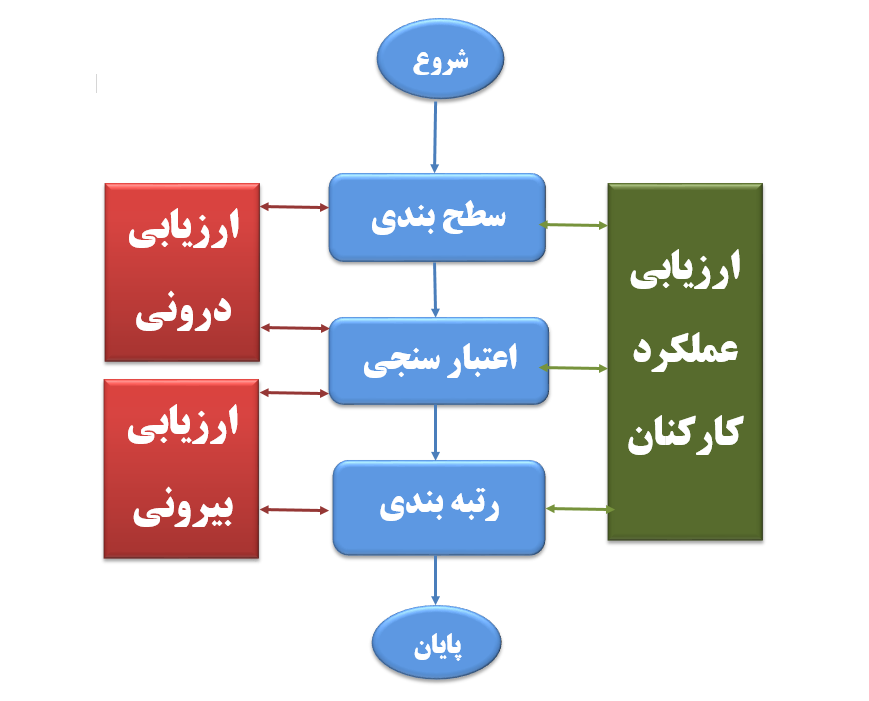 شروع
سطح بندی
اعتبار سنجی
رتبه بندی
پایان
ارزیابی
عملکرد
کارکنان
ارزیابی
درونی
ارزیابی
بیرونی